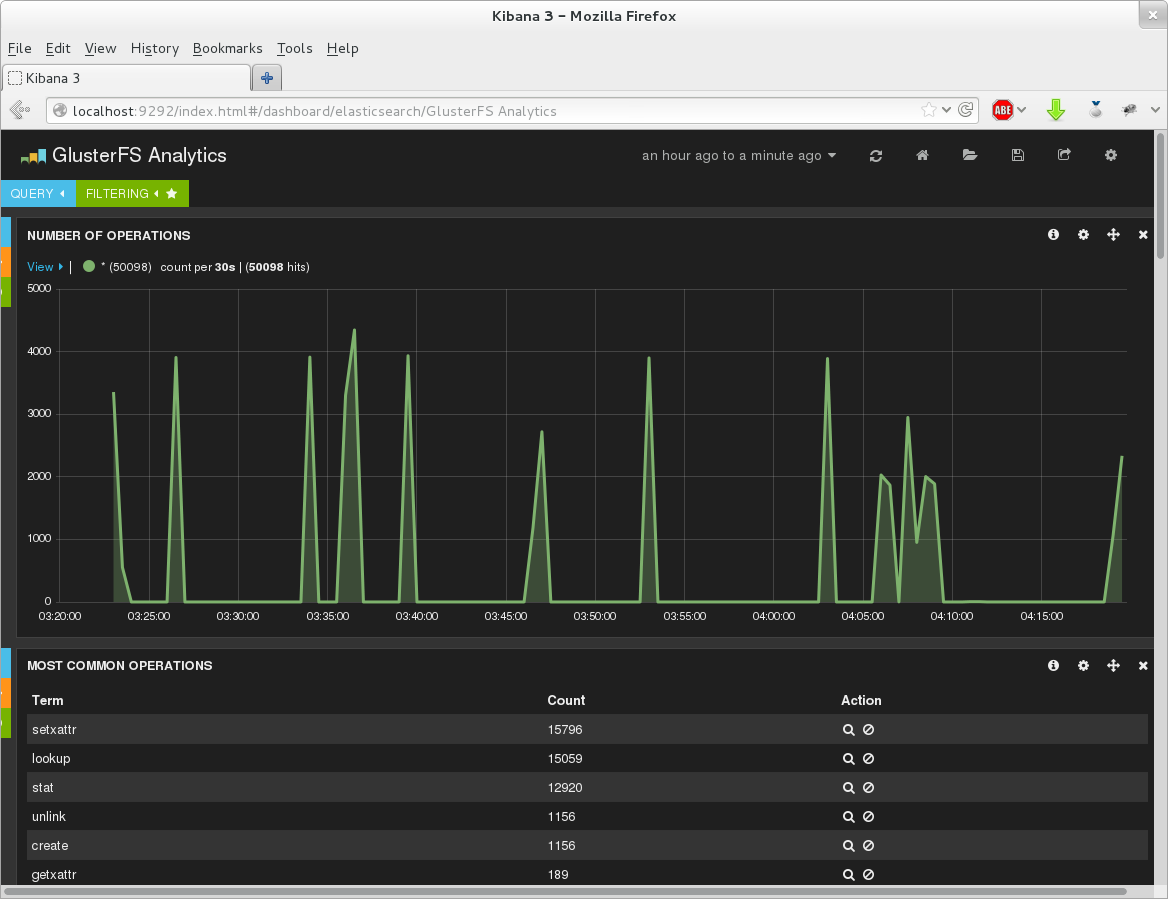 Kibana 3 - Mozilla Firefox
File Edit View History Bookmarks Tools Help
Kibana 3
localhost:9292/index.html#/dashboard/elasticsearch/GlusterFS Analytics
ABE
GlusterFS Analytics
an hour ago to a minute ago
QUERY FILTERING
NUMBER OF OPERATIONS
View | * (50098) count per 30s | (50098 hits)
5000
4000
3000
2000
1000
0
03:20:00 03:25:00 03:30:00 03:35:00 03:40:00 03:45:00 03:50:00 03:55:00 04:00:00 04:05:00 04:10:00 04:15:00
MOST COMMON OPERATIONS
Term Count Action
setxattr 15796
lookup 15059
stat 12920
unlink 1156
create 1156
getxattr 189